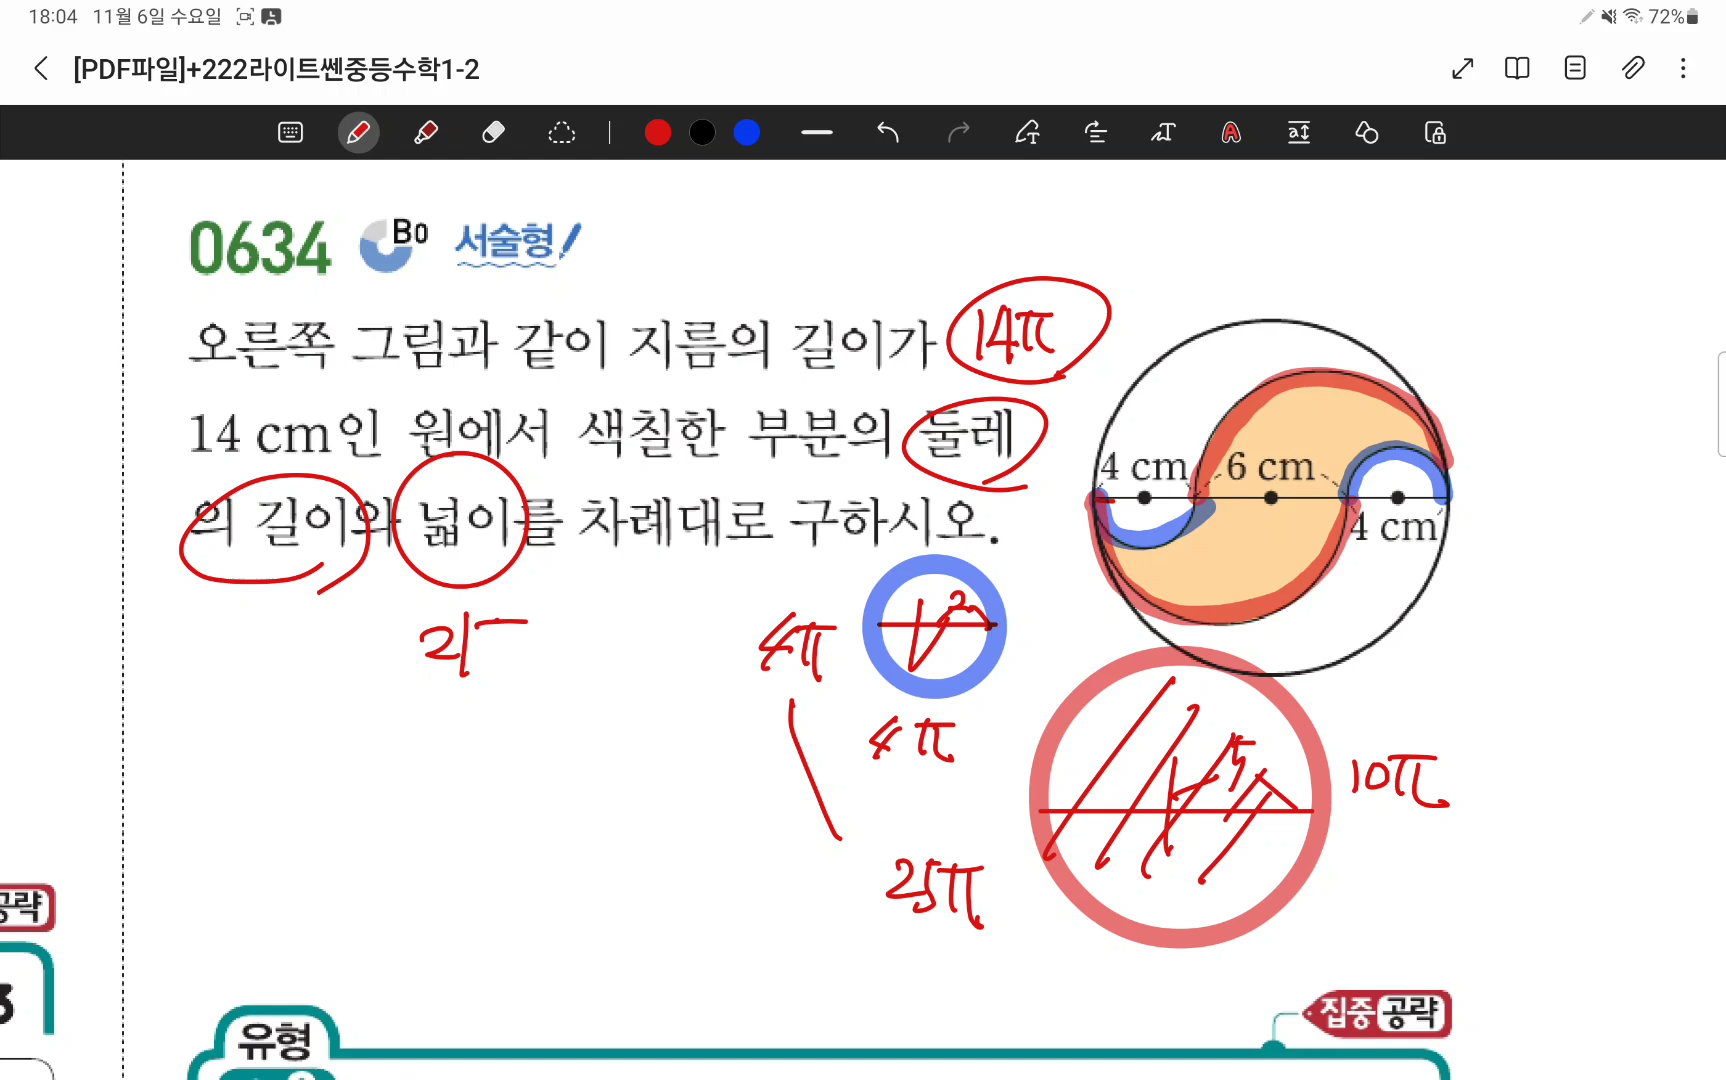 18:04 11월 6일 수요일
72%
[PDF파일]+222라이트쎈중등수학1-2
0634 B0 서술형
오른쪽 그림과 같이 지름의 길이가
14 cm인 원에서 색칠한 부분의 둘레
의 길이와 넓이를 차례대로 구하시오.
14π
4 cm 6 cm
4 cm
2
4π
21
4π
5
10π
25π
공략
집중 공략
3
유형